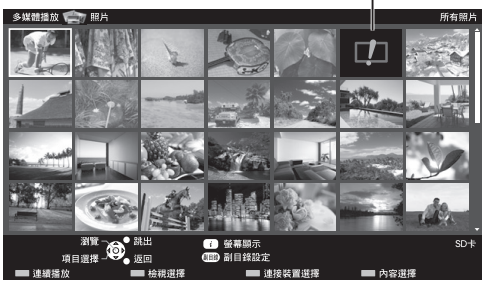 多媒體播放 照片 所有照片
瀏覽 跳出
項目選擇 返回
i 螢幕顯示
副目錄 副目錄設定
SD卡
連續播放 檢視選擇 連接裝置選擇 內容選擇